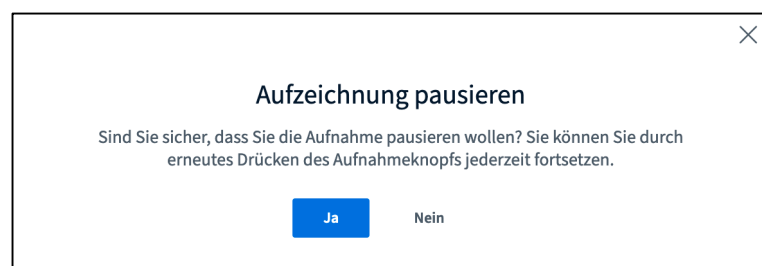 Aufzeichnung pausieren
Sind Sie sicher, dass Sie die Aufnahme pausieren wollen? Sie können Sie durch
erneutes Drücken des Aufnahmeknopfs jederzeit fortsetzen.
Ja Nein